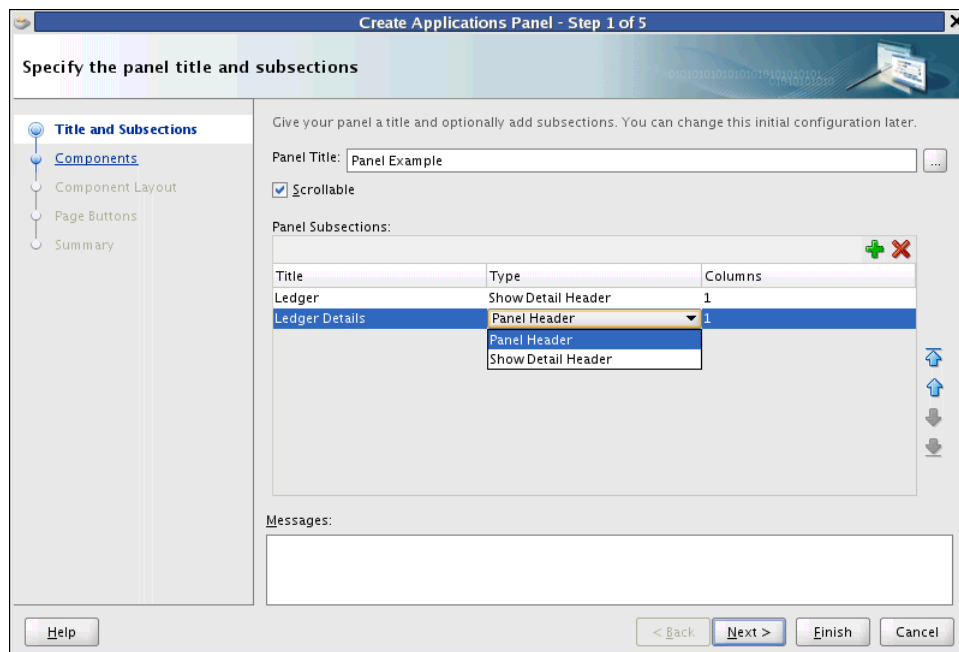 Create Applications Panel - Step 1 of 5
Specify the panel title and subsections
Title and Subsections
Components
Component Layout
Page Buttons
Summary
Give your panel a title and optionally add subsections. You can change this initial configuration later.
Panel Title: Panel Example ...
Scrollable
Panel Subsections:
Title Type Columns
Ledger Show Detail Header 1
Ledger Details Panel Header 1
Panel Header
Show Detail Header
Messages:
Help < Back Next > Finish Cancel